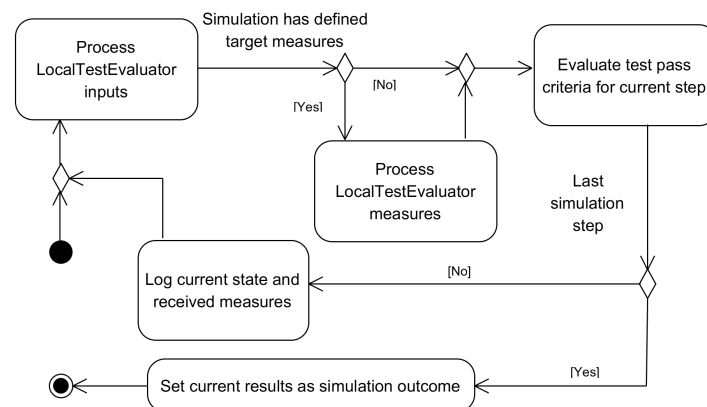 Simulation has defined
target measures
Process
LocalTestEvaluator
inputs
[No]
[Yes]
Evaluate test pass
criteria for current step
Process
LocalTestEvaluator
measures
Last
simulation
step
Log current state and
received measures
[No]
[Yes]
Set current results as simulation outcome